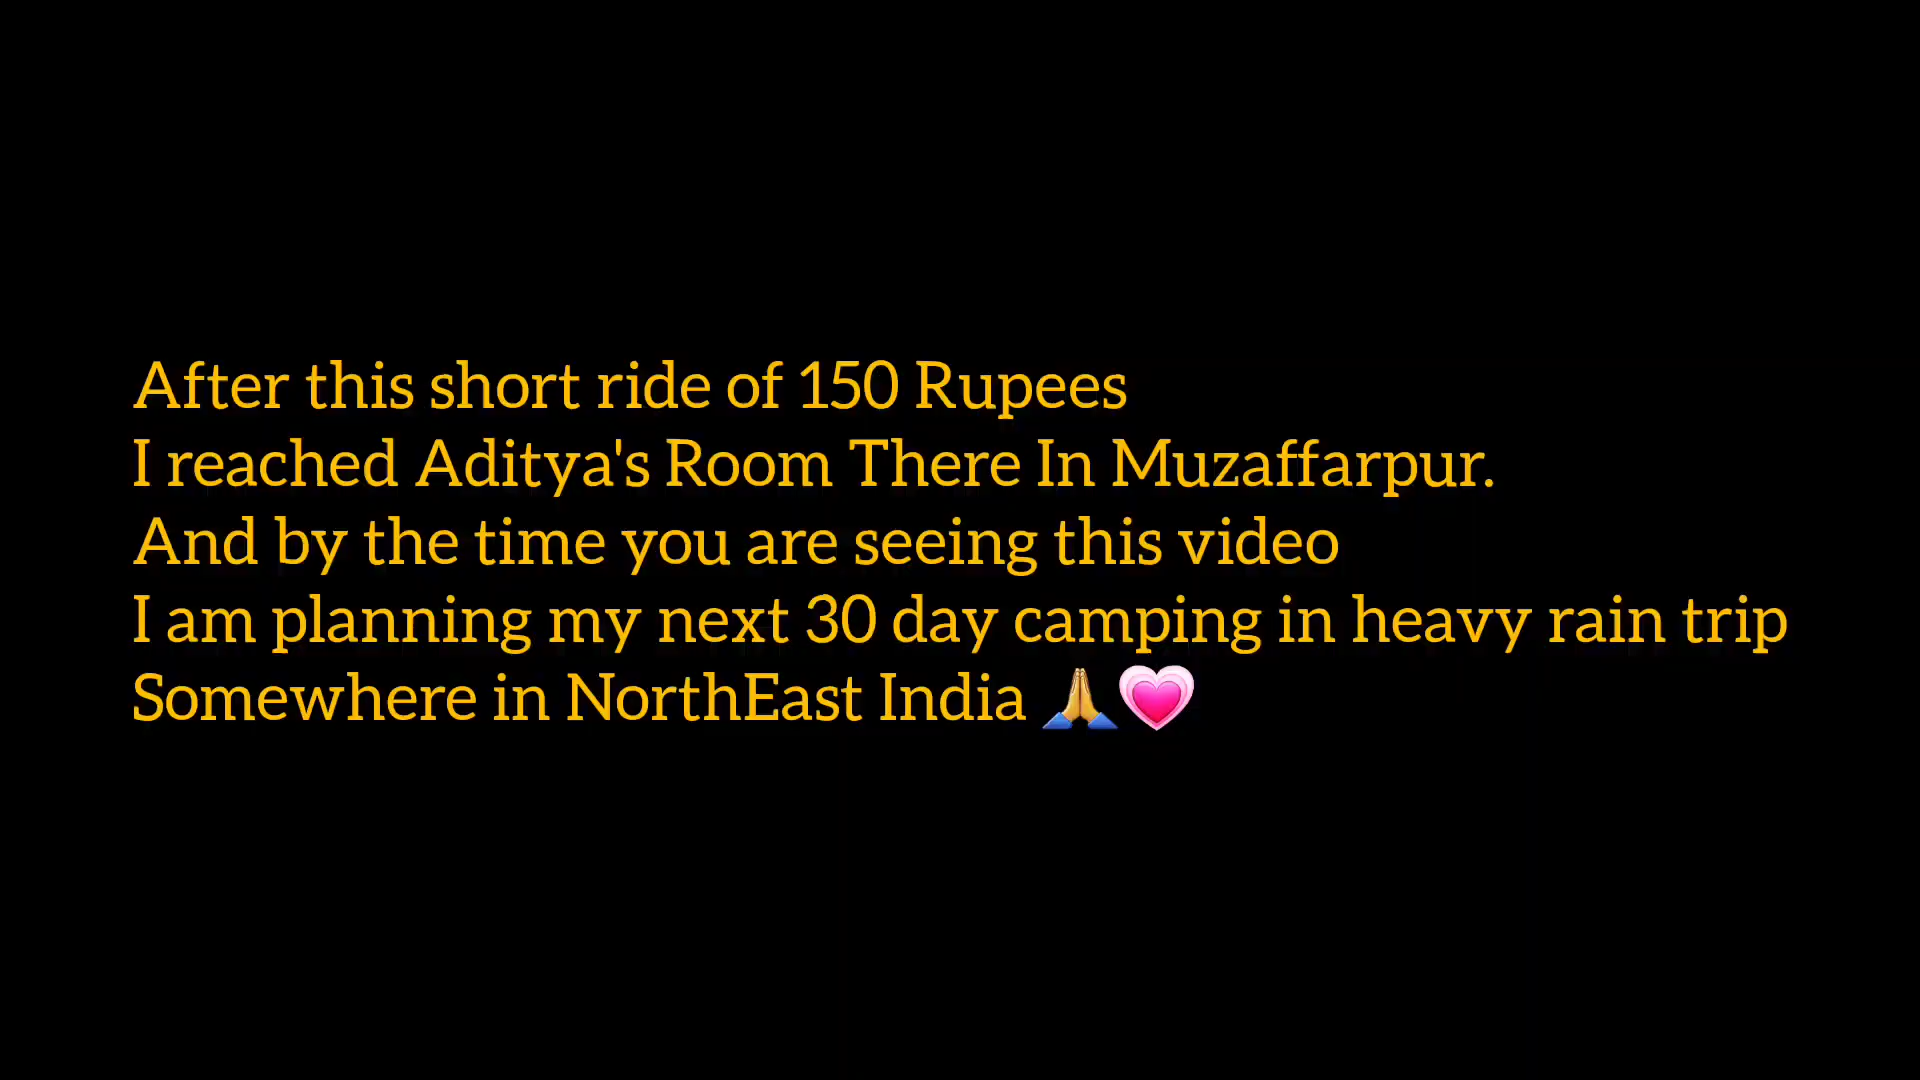 After this short ride of 150 Rupees
I reached Aditya's Room There In Muzaffarpur.
And by the time you are seeing this video
I am planning my next 30 day camping in heavy rain trip
Somewhere in NorthEast India 🙏💗